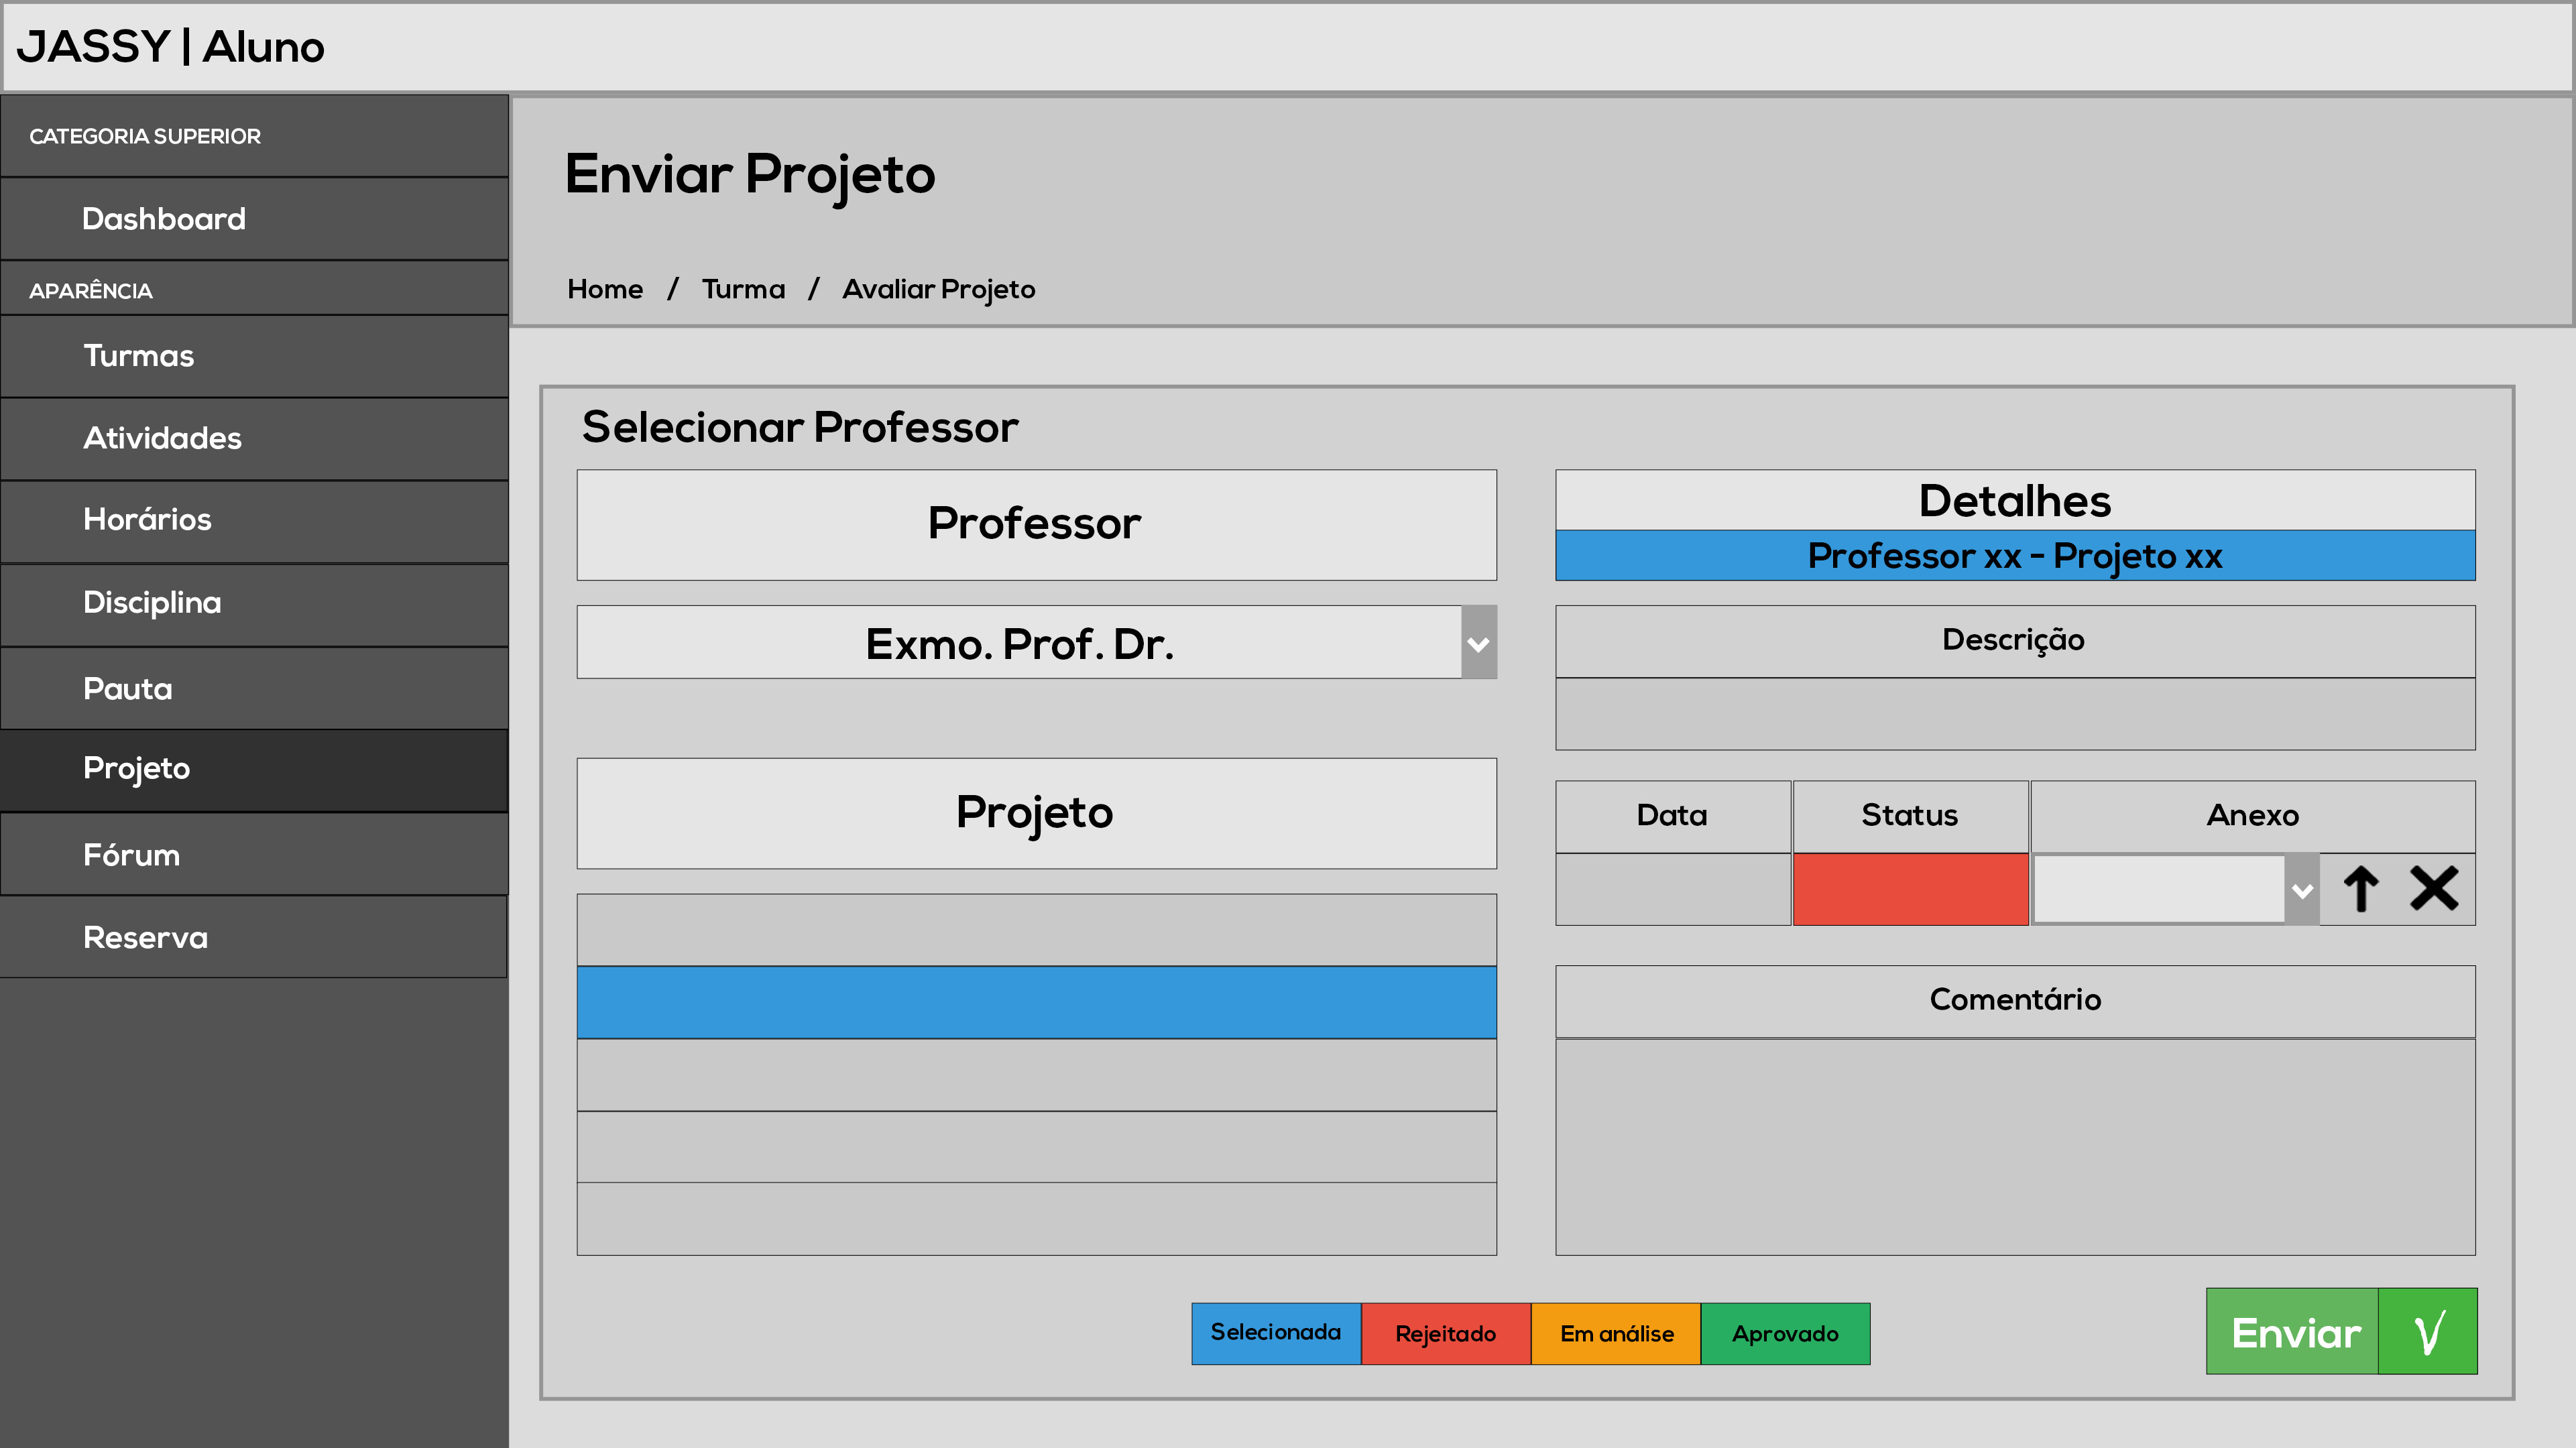 JASSY | Aluno
CATEGORIA SUPERIOR
Dashboard
APARÊNCIA
Turmas
Atividades
Horários
Disciplina
Pauta
Projeto
Fórum
Reserva
Enviar Projeto
Home / Turma / Avaliar Projeto
Selecionar Professor
Professor
Exmo. Prof. Dr.
Projeto
Detalhes
Professor xx - Projeto xx
Descrição
Data Status Anexo
Comentário
Selecionada Rejeitado Em análise Aprovado
Enviar